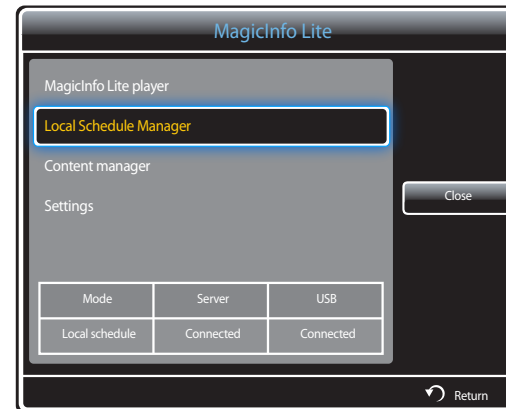 MagicInfo Lite
MagicInfo Lite player
Local Schedule Manager
Content manager
Settings
Close
Mode Server USB
Local schedule Connected Connected
Return